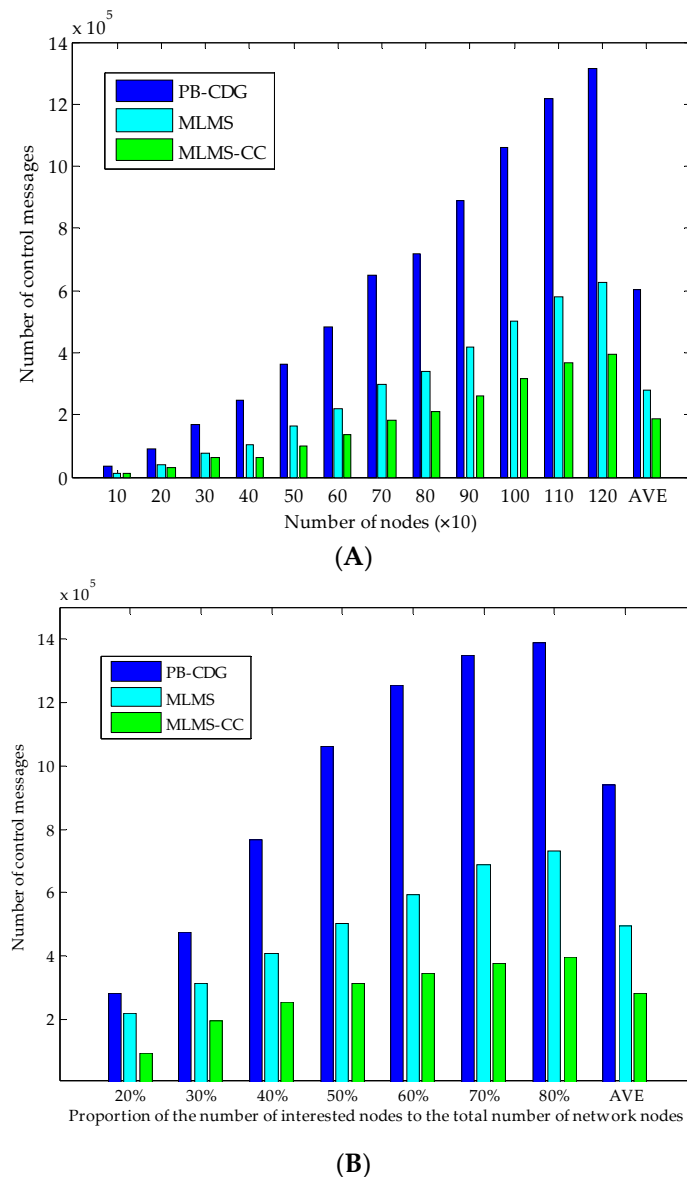 x 10 5
14
12
10
8
6
4
2
0
Number of control messages
PB-CDG
MLMS
MLMS-CC
10 20 30 40 50 60 70 80 90 100 110 120 AVE
Number of nodes (×10)
(A)
x 10 5
14
12
10
8
6
4
2
Number of control messages
PB-CDG
MLMS
MLMS-CC
20% 30% 40% 50% 60% 70% 80% AVE
Proportion of the number of interested nodes to the total number of network nodes
(B)